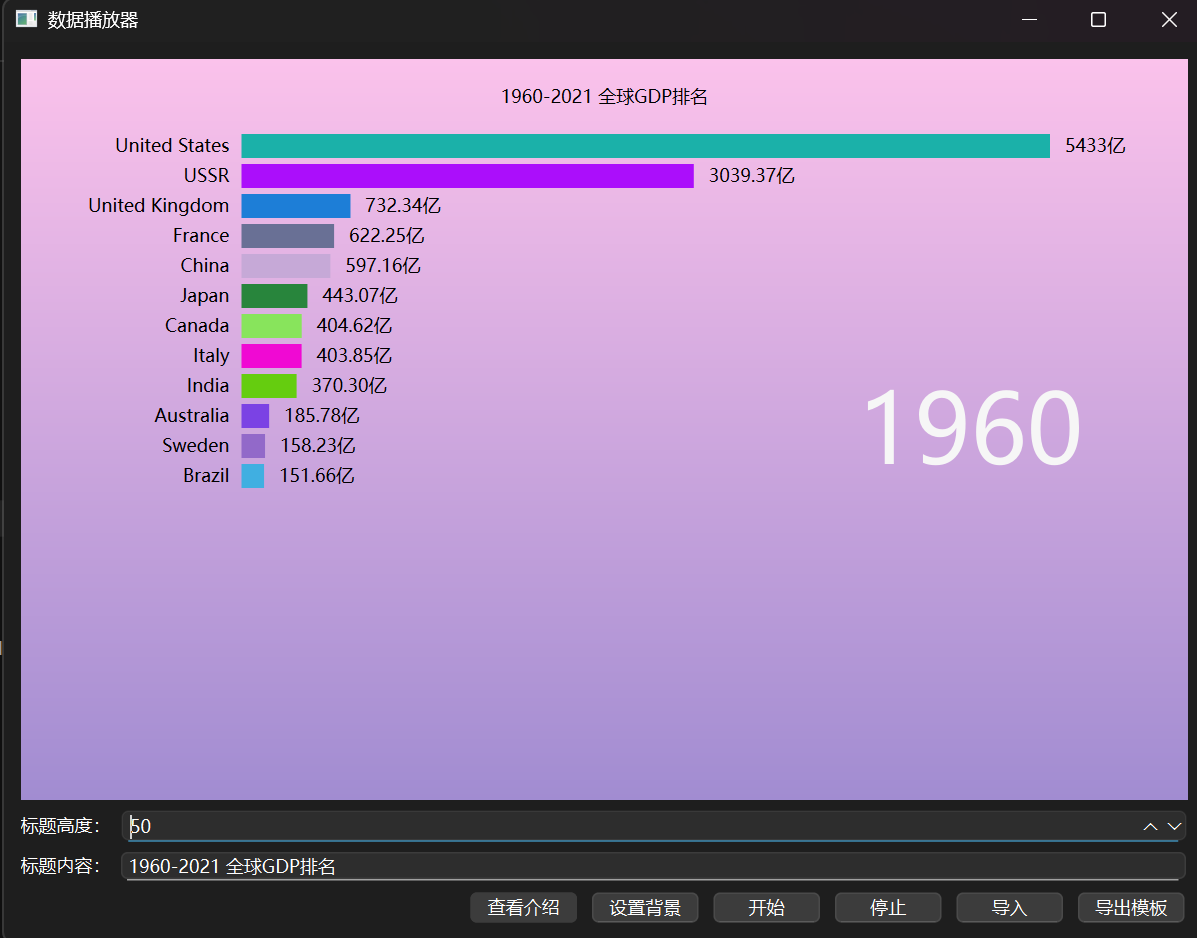 数据播放器
1960-2021 全球GDP排名
United States 5433亿
USSR 3039.37亿
United Kingdom 732.34亿
France 622.25亿
China 597.16亿
Japan 443.07亿
Canada 404.62亿
Italy 403.85亿
India 370.30亿
Australia 185.78亿
Sweden 158.23亿
Brazil 151.66亿
1960
标题高度: 50
标题内容: 1960-2021 全球GDP排名
查看介绍 设置背景 开始 停止 导入 导出模板